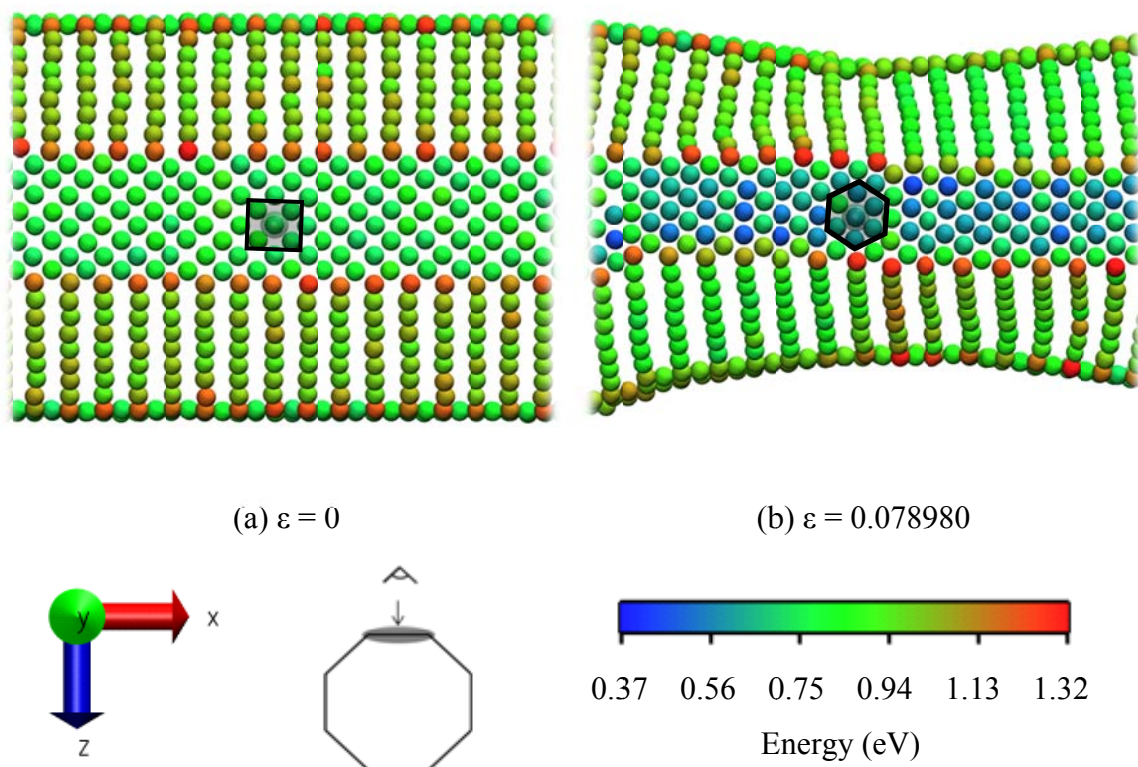 (a) ε = 0
(b) ε = 0.078980
y
x
z
0.37 0.56 0.75 0.94 1.13 1.32
Energy (eV)